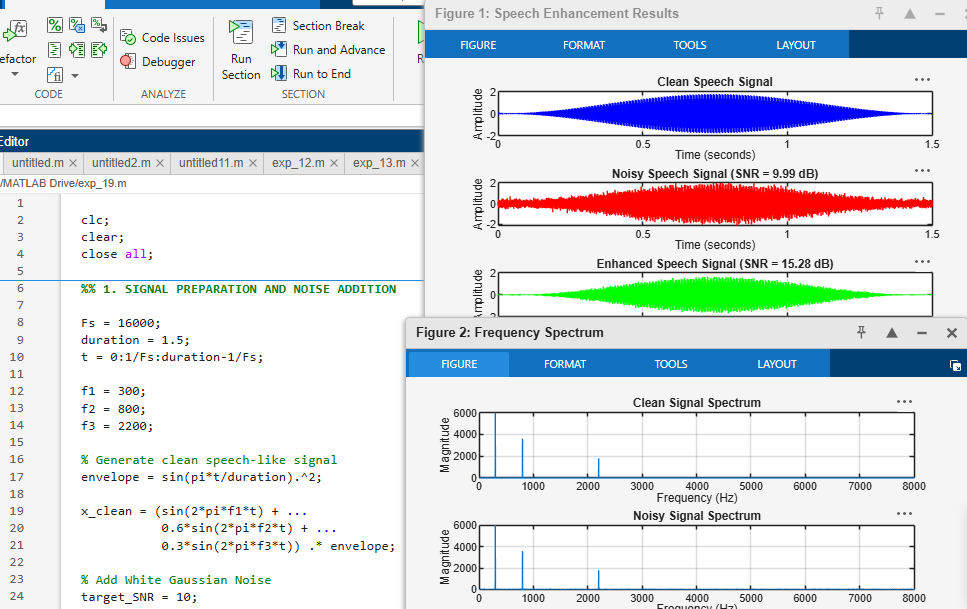 efactor
CODE
Code Issues
Debugger
ANALYZE
Run
Section
Section Break
Run and Advance
Run to End
SECTION
Editor
untitled.m × untitled2.m × untitled11.m × exp_12.m × exp_13.m ×
/MATLAB Drive/exp_19.m
1
2 clc;
3 clear;
4 close all;
5
6 %% 1. SIGNAL PREPARATION AND NOISE ADDITION
7
8 Fs = 16000;
9 duration = 1.5;
10 t = 0:1/Fs:duration-1/Fs;
11
12 f1 = 300;
13 f2 = 800;
14 f3 = 2200;
15
16 % Generate clean speech-like signal
17 envelope = sin(pi*t/duration).^2;
18
19 x_clean = (sin(2*pi*f1*t) + ...
20 0.6*sin(2*pi*f2*t) + ...
21 0.3*sin(2*pi*f3*t)) .* envelope;
22
23 % Add White Gaussian Noise
24 target_SNR = 10;
Figure 1: Speech Enhancement Results
FIGURE FORMAT TOOLS LAYOUT
Clean Speech Signal
Amplitude
2
0
-2
0 0.5 1 1.5
Time (seconds)
Noisy Speech Signal (SNR = 9.99 dB)
Amplitude
2
0
-2
0 0.5 1 1.5
Time (seconds)
Enhanced Speech Signal (SNR = 15.28 dB)
mplitude
2
0
Figure 2: Frequency Spectrum
FIGURE FORMAT TOOLS LAYOUT
Clean Signal Spectrum
Magnitude
6000
4000
2000
0
0 1000 2000 3000 4000 5000 6000 7000 8000
Frequency (Hz)
Noisy Signal Spectrum
Magnitude
6000
4000
2000
0
0 1000 2000 3000 4000 5000 6000 7000 8000
Frequency (Hz)